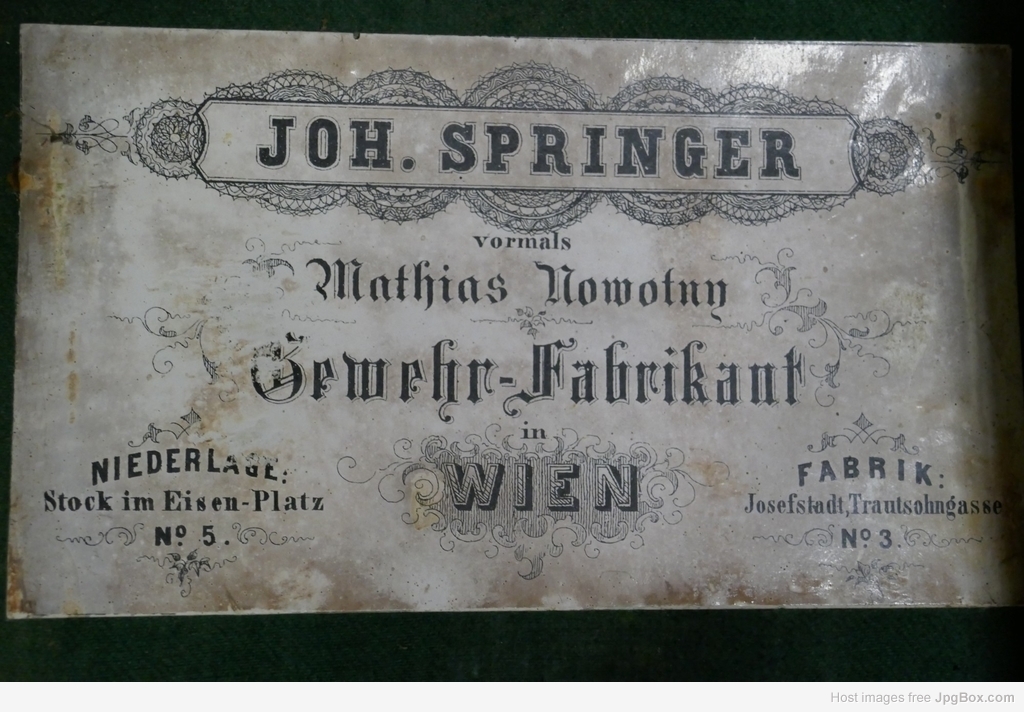 JOH. SPRINGER
vormals
Mathias Nowotny
Gewehr-Fabrikant
in
WIEN
NIEDERLAGE:
Stock im Eisen-Platz
No 5.
FABRIK:
Josefstadt, Trautsohngasse
No 3.
Host images free JpgBox.com